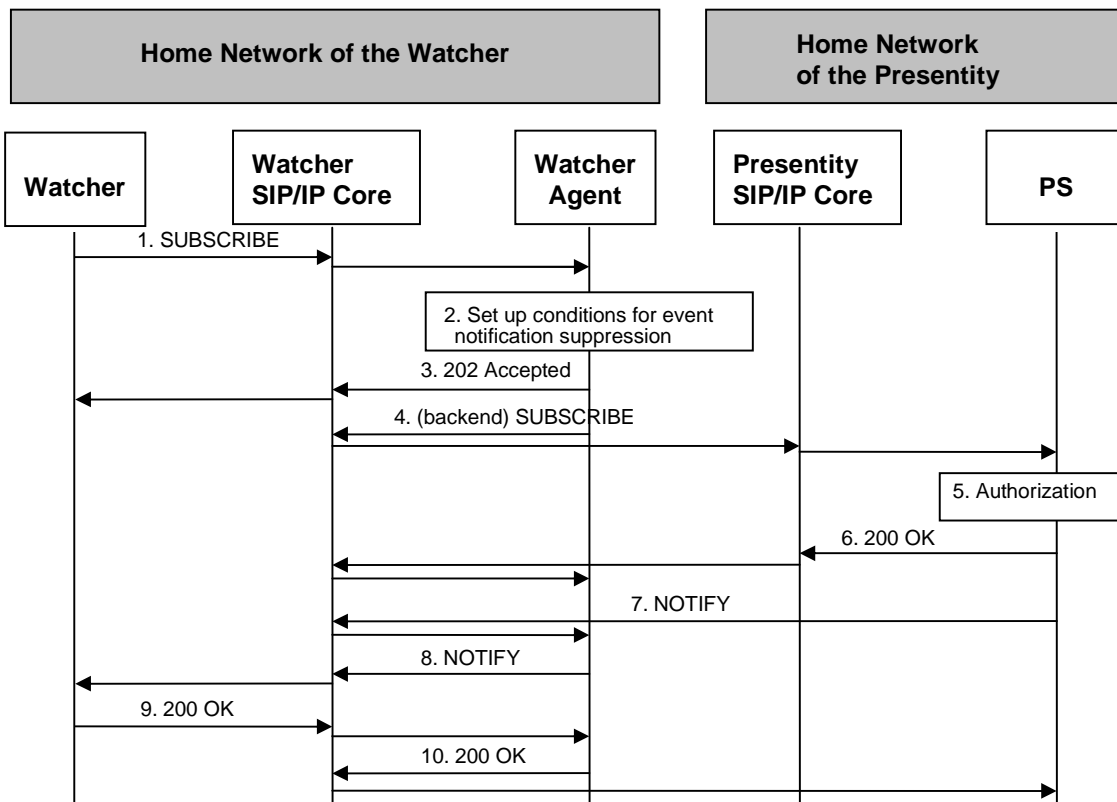 Home Network of the Watcher
Home Network
of the Presentity
Watcher
Watcher
SIP/IP Core
Watcher
Agent
Presentity
SIP/IP Core
PS
1. SUBSCRIBE
2. Set up conditions for event
notification suppression
3. 202 Accepted
4. (backend) SUBSCRIBE
5. Authorization
6. 200 OK
7. NOTIFY
8. NOTIFY
9. 200 OK
10. 200 OK